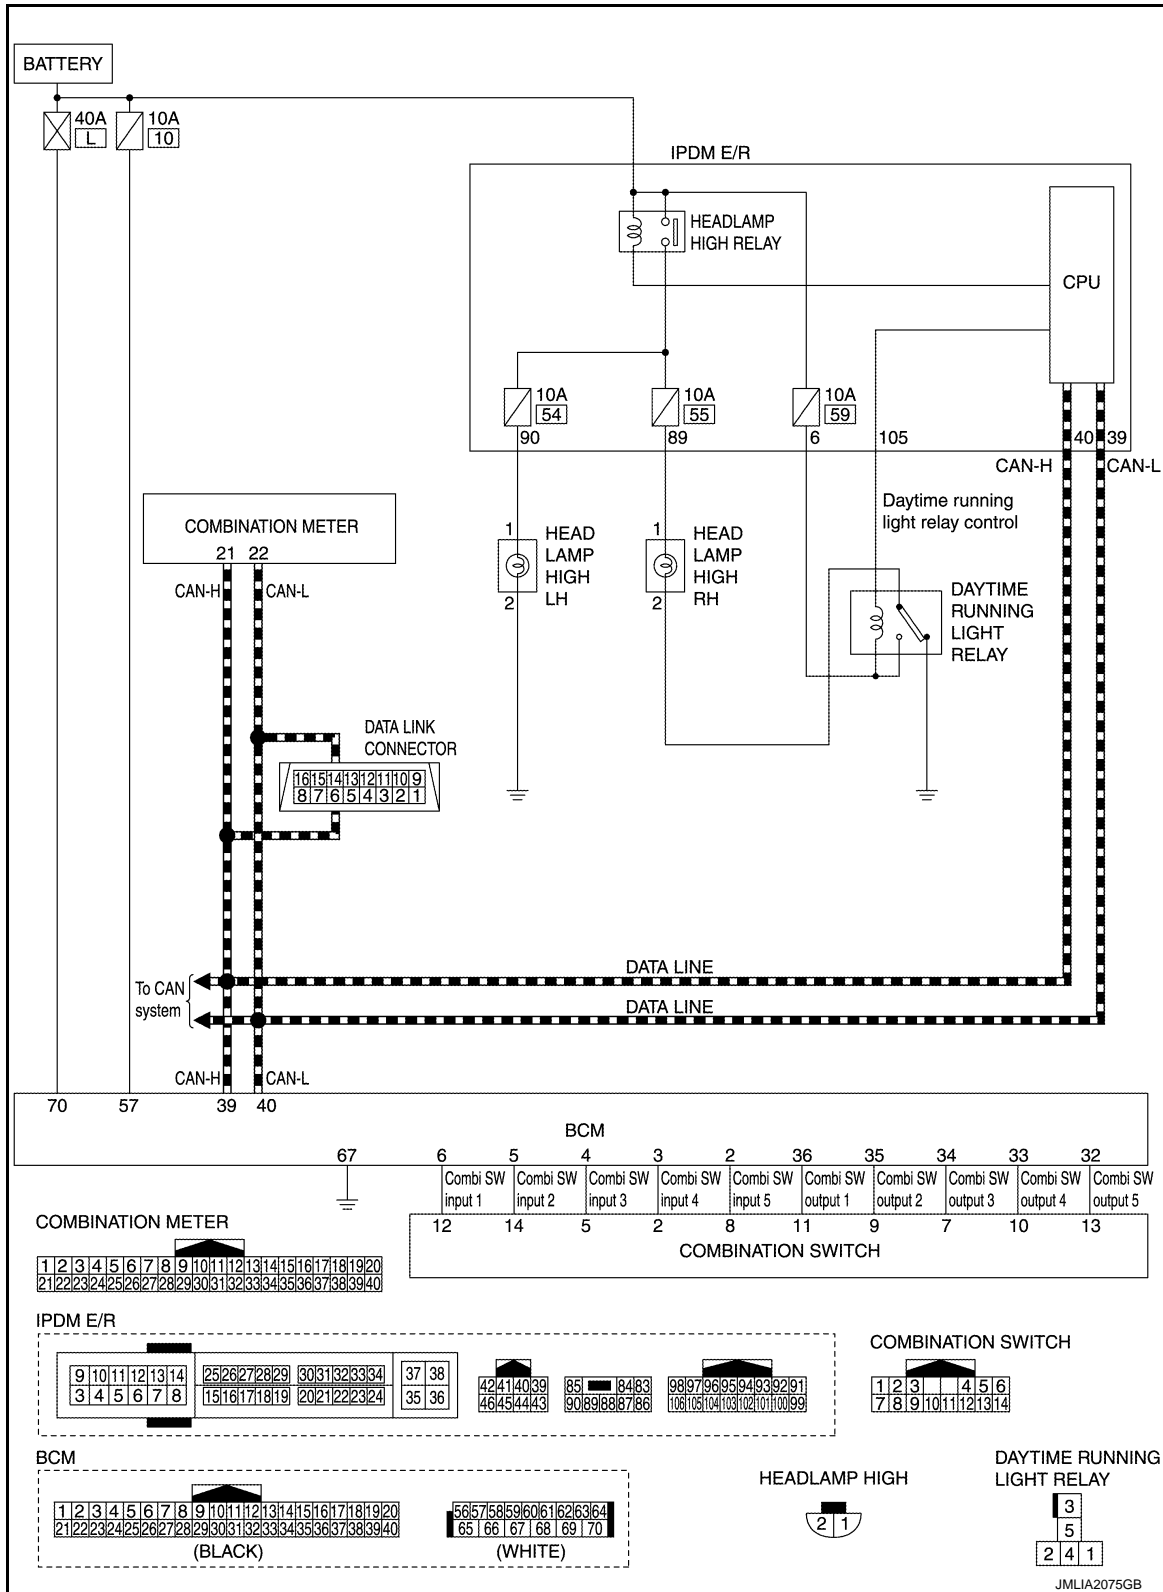 BATTERY
40A
L
10A
10
IPDM E/R
HEADLAMP
HIGH RELAY
CPU
10A
54
10A
55
10A
59
90
89
6
105
40
39
CAN-H
CAN-L
Daytime running
light relay control
COMBINATION METER
21 22
CAN-H
CAN-L
1
HEAD
LAMP
HIGH
LH
2
1
HEAD
LAMP
HIGH
RH
2
DAYTIME
RUNNING
LIGHT
RELAY
DATA LINK
CONNECTOR
16 15 14 13 12 11 10 9
8 7 6 5 4 3 2 1
DATA LINE
To CAN
system
DATA LINE
CAN-H
CAN-L
70 57 39 40
BCM
67 6 5 4 3 2 36 35 34 33 32
Combi SW
input 1
Combi SW
input 2
Combi SW
input 3
Combi SW
input 4
Combi SW
input 5
Combi SW
output 1
Combi SW
output 2
Combi SW
output 3
Combi SW
output 4
Combi SW
output 5
12 14 5 2 8 11 9 7 10 13
COMBINATION SWITCH
COMBINATION METER
1 2 3 4 5 6 7 8 9 10 11 12 13 14 15 16 17 18 19 20
21 22 23 24 25 26 27 28 29 30 31 32 33 34 35 36 37 38 39 40
IPDM E/R
9 10 11 12 13 14
3 4 5 6 7 8
25 26 27 28 29
15 16 17 18 19
30 31 32 33 34
20 21 22 23 24
37 38
35 36
42 41 40 39
46 45 44 43
85 84 83
90 89 88 87 86
98 97 96 95 94 93 92 91
106 105 104 103 102 101 100 99
COMBINATION SWITCH
1 2 3 4 5 6
7 8 9 10 11 12 13 14
BCM
1 2 3 4 5 6 7 8 9 10 11 12 13 14 15 16 17 18 19 20
21 22 23 24 25 26 27 28 29 30 31 32 33 34 35 36 37 38 39 40
(BLACK)
56 57 58 59 60 61 62 63 64
65 66 67 68 69 70
(WHITE)
HEADLAMP HIGH
2 1
DAYTIME RUNNING
LIGHT RELAY
3
5
2 4 1
JMLIA2075GB